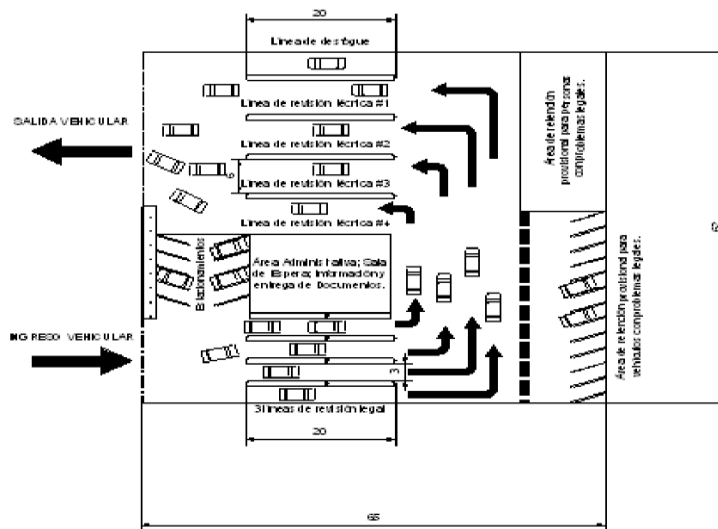 20
Línea de desfogue
Línea de revisión técnica #1
SALIDA VEHICULAR
Línea de revisión técnica #2
6
Línea de revisión técnica #3
Línea de revisión técnica #4
Área de retención
provisional para personas
con problemas legales.
Estacionamientos
Área Administativa; Sala
de Espera; Información y
entrega de Documentos.
Área de retención provisional para
vehículos con problemas legales.
INGRESO VEHICULAR
3
3 líneas de revisión legal
20
65